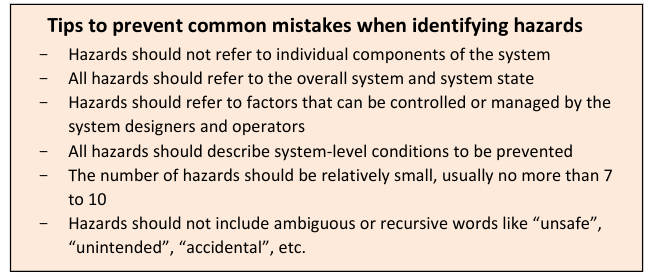 Tips to prevent common mistakes when identifying hazards
– Hazards should not refer to individual components of the system
– All hazards should refer to the overall system and system state
– Hazards should refer to factors that can be controlled or managed by the
system designers and operators
– All hazards should describe system-level conditions to be prevented
– The number of hazards should be relatively small, usually no more than 7
to 10
– Hazards should not include ambiguous or recursive words like “unsafe”,
“unintended”, “accidental”, etc.